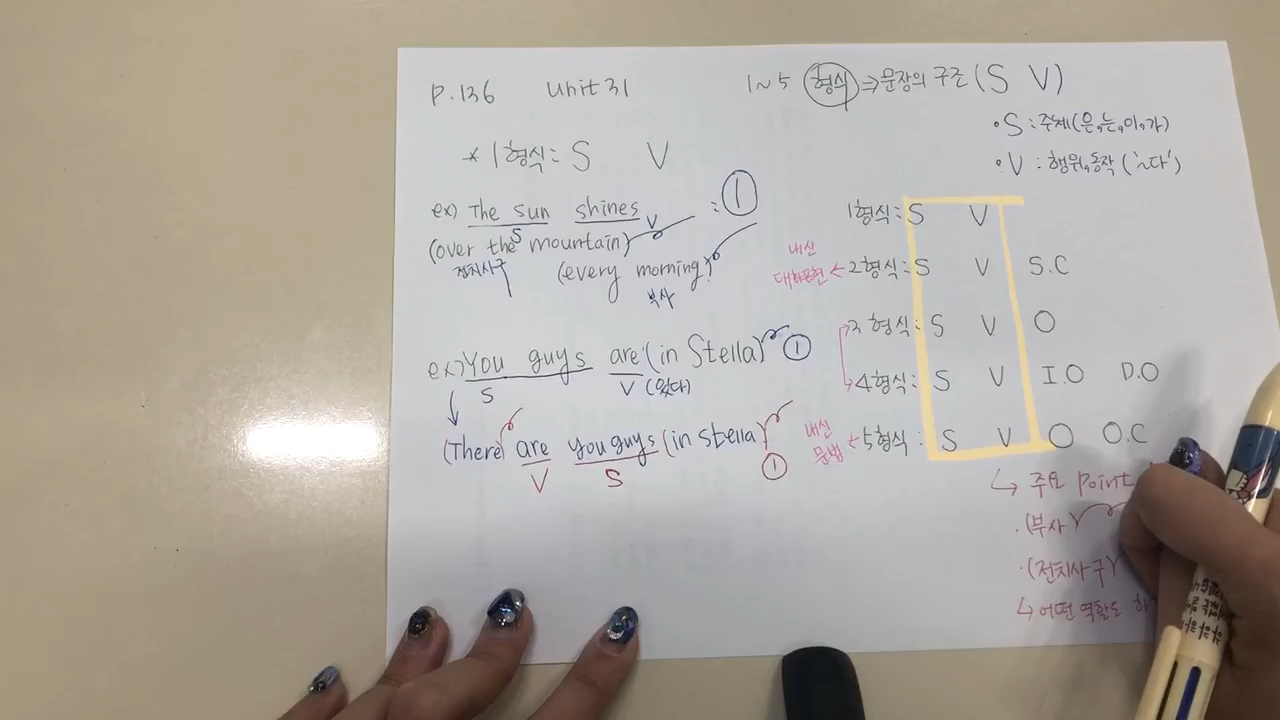 P.136 Unit 31
* 1형식: S V
ex) The sun shines : ①
S V
(over the mountain)
전치사구
(every morning)
부사
ex) You guys are (in Stella) ①
S V (있다)
(There) are you guys (in Stella)
V S ①
1~5 형식 ⇒ 문장의 구조 (S V)
• S : 주체(은,는,이,가)
• V : 행위,동작 ('~다')
1형식: S V
내신
대화표현 ← 2형식: S V S.C
3형식: S V O
4형식: S V I.O D.O
내신
문법 ← 5형식 : S V O O.C
↳ 주요 point
· (부사)
· (전치사구)
↳ 어떤 역할도